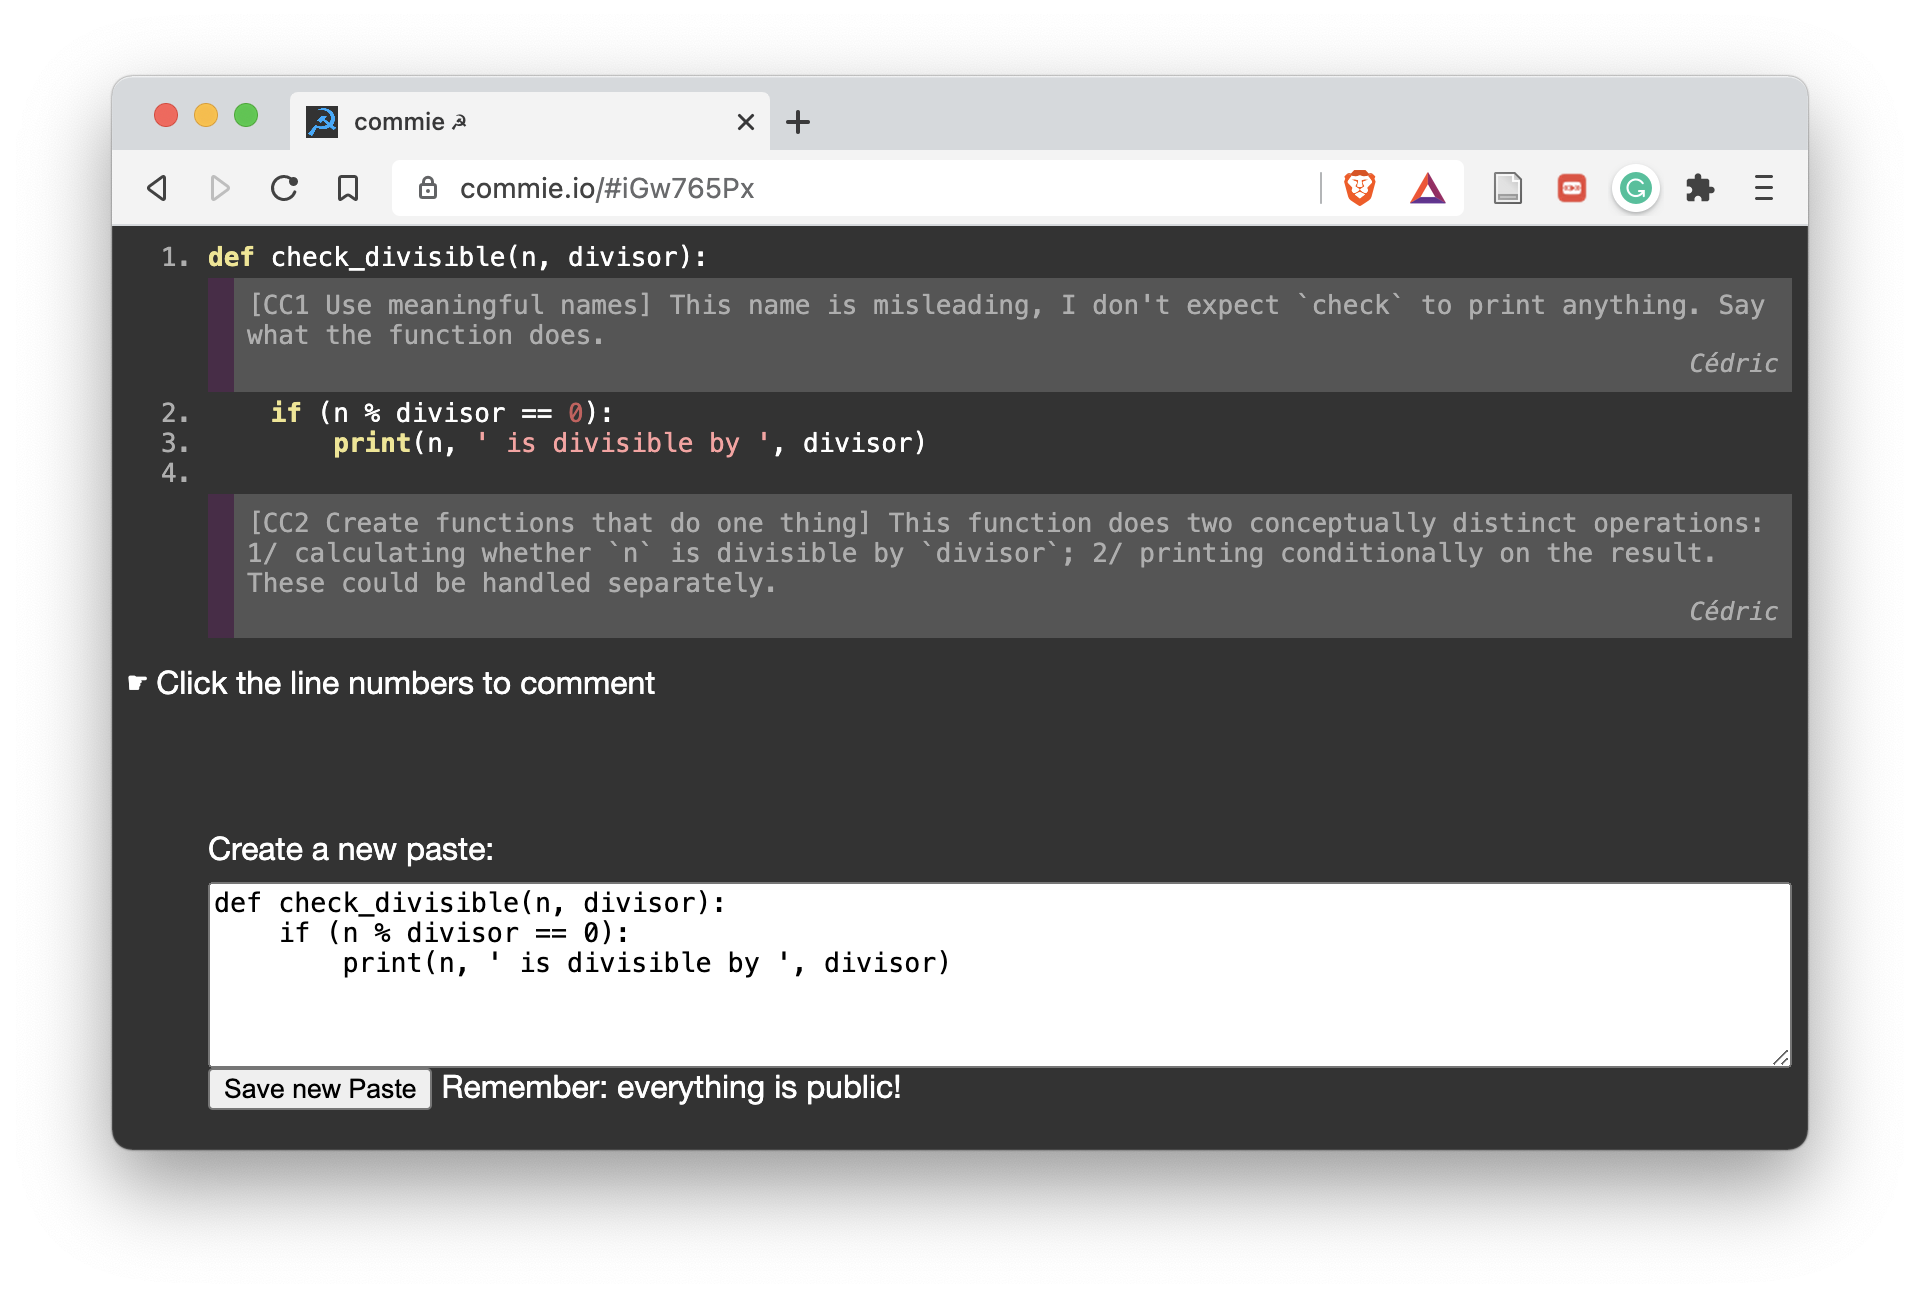 commie ☭
commie.io/#iGw765Px
1. def check_divisible(n, divisor):
[CC1 Use meaningful names] This name is misleading, I don't expect `check` to print anything. Say
what the function does.
Cédric
2.     if (n % divisor == 0):
3.         print(n, ' is divisible by ', divisor)
4.
[CC2 Create functions that do one thing] This function does two conceptually distinct operations:
1/ calculating whether `n` is divisible by `divisor`; 2/ printing conditionally on the result.
These could be handled separately.
Cédric
☛ Click the line numbers to comment
Create a new paste:
def check_divisible(n, divisor):
    if (n % divisor == 0):
        print(n, ' is divisible by ', divisor)
Save new Paste Remember: everything is public!